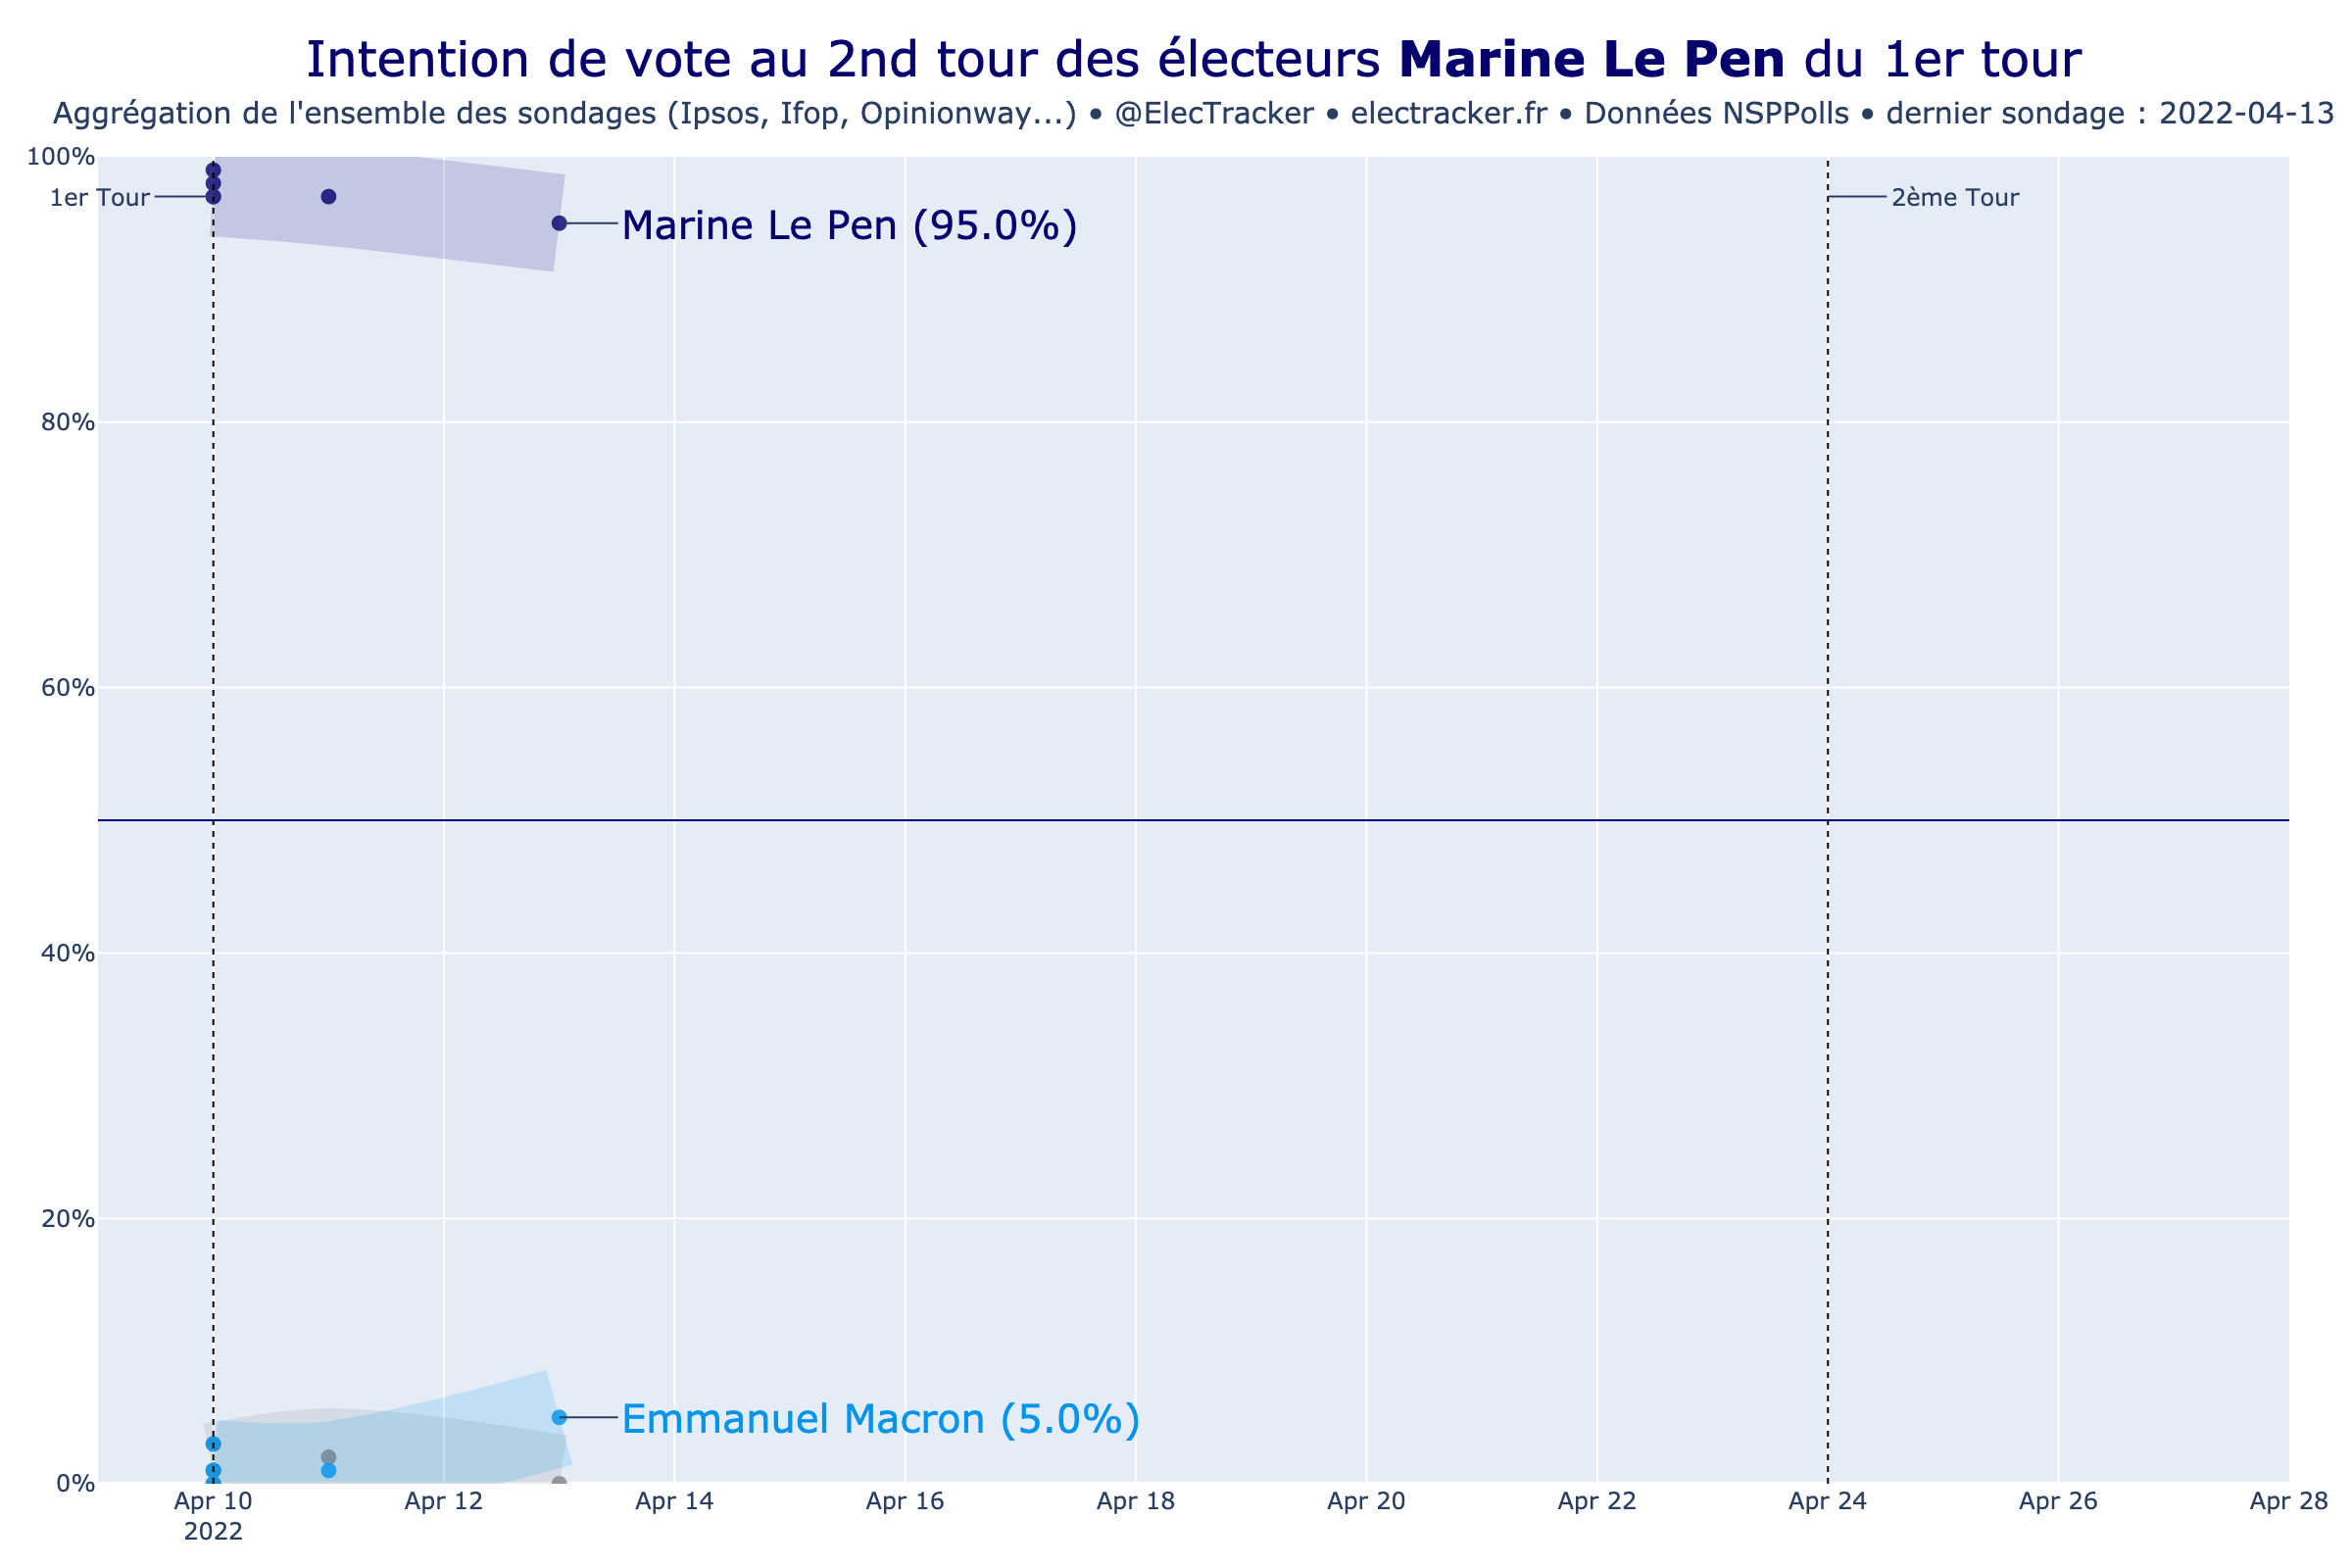 Intention de vote au 2nd tour des électeurs Marine Le Pen du 1er tour
Aggrégation de l'ensemble des sondages (Ipsos, Ifop, Opinionway...) • @ElecTracker • electracker.fr • Données NSPPolls • dernier sondage : 2022-04-13
100%
1er Tour
2ème Tour
Marine Le Pen (95.0%)
80%
60%
40%
20%
Emmanuel Macron (5.0%)
0%
Apr 10 Apr 12 Apr 14 Apr 16 Apr 18 Apr 20 Apr 22 Apr 24 Apr 26 Apr 28
2022